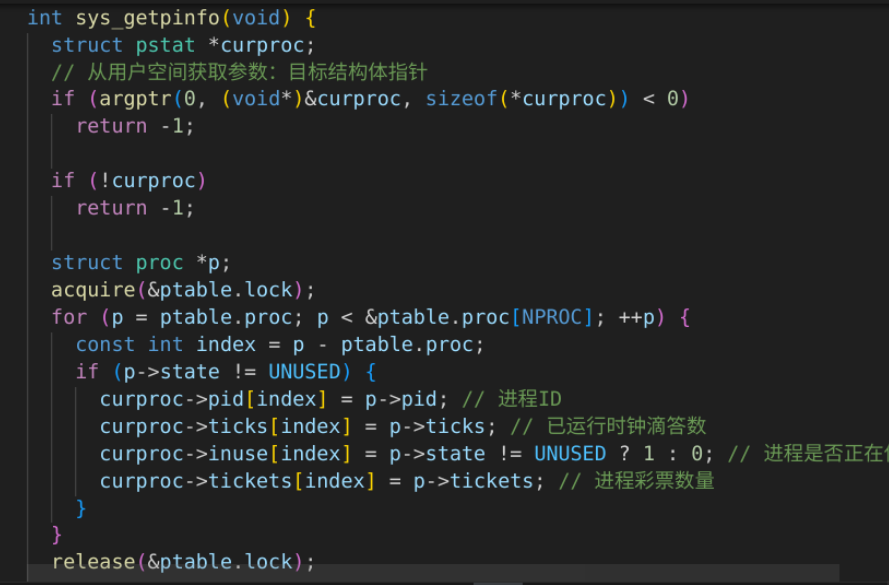 int sys_getpinfo(void) {
  struct pstat *curproc;
  // 从用户空间获取参数：目标结构体指针
  if (argptr(0, (void*)&curproc, sizeof(*curproc)) < 0)
    return -1;

  if (!curproc)
    return -1;

  struct proc *p;
  acquire(&ptable.lock);
  for (p = ptable.proc; p < &ptable.proc[NPROC]; ++p) {
    const int index = p - ptable.proc;
    if (p->state != UNUSED) {
      curproc->pid[index] = p->pid; // 进程ID
      curproc->ticks[index] = p->ticks; // 已运行时钟滴答数
      curproc->inuse[index] = p->state != UNUSED ? 1 : 0; // 进程是否正在
      curproc->tickets[index] = p->tickets; // 进程彩票数量
    }
  }
  release(&ptable.lock);